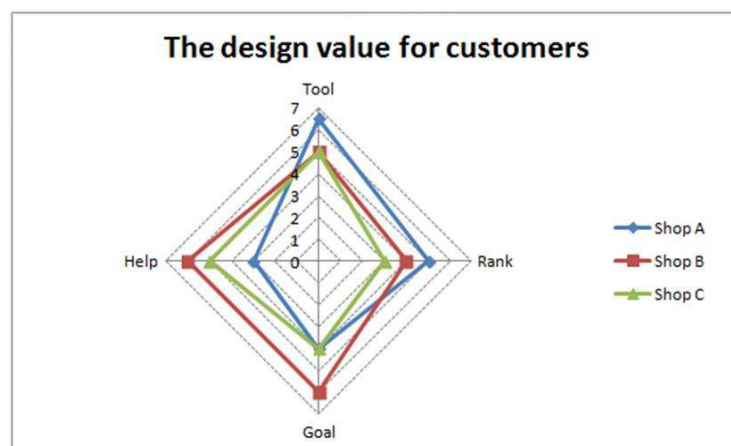 The design value for customers
Tool
7
6
5
4
3
2
1
0
Help
Rank
Goal
Shop A
Shop B
Shop C